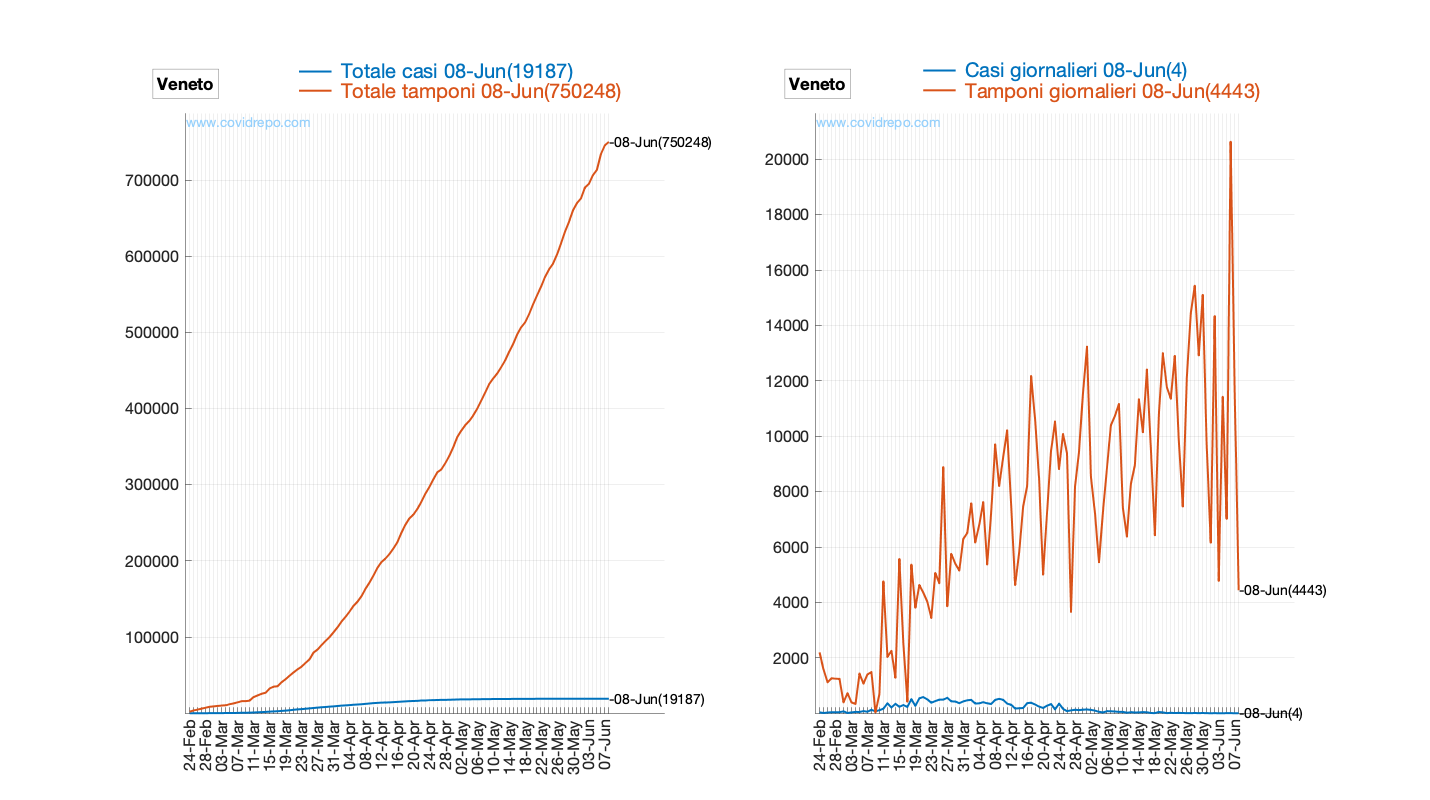 Veneto
Totale casi 08-Jun(19187)
Totale tamponi 08-Jun(750248)
www.covidrepo.com
-08-Jun(750248)
700000
600000
500000
400000
300000
200000
100000
-08-Jun(19187)
24-Feb
28-Feb
03-Mar
07-Mar
11-Mar
15-Mar
19-Mar
23-Mar
27-Mar
31-Mar
04-Apr
08-Apr
12-Apr
16-Apr
20-Apr
24-Apr
28-Apr
02-May
06-May
10-May
14-May
18-May
22-May
26-May
30-May
03-Jun
07-Jun
Veneto
Casi giornalieri 08-Jun(4)
Tamponi giornalieri 08-Jun(4443)
www.covidrepo.com
20000
18000
16000
14000
12000
10000
8000
6000
4000
2000
-08-Jun(4443)
-08-Jun(4)
24-Feb
28-Feb
03-Mar
07-Mar
11-Mar
15-Mar
19-Mar
23-Mar
27-Mar
31-Mar
04-Apr
08-Apr
12-Apr
16-Apr
20-Apr
24-Apr
28-Apr
02-May
06-May
10-May
14-May
18-May
22-May
26-May
30-May
03-Jun
07-Jun